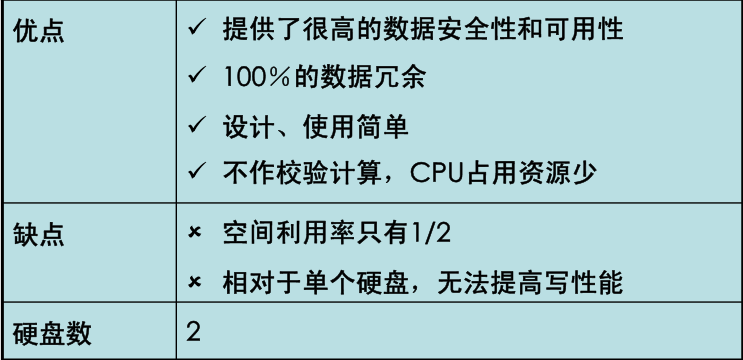 优点
✓ 提供了很高的数据安全性和可用性
✓ 100%的数据冗余
✓ 设计、使用简单
✓ 不作校验计算，CPU占用资源少
缺点
× 空间利用率只有1/2
× 相对于单个硬盘，无法提高写性能
硬盘数
2